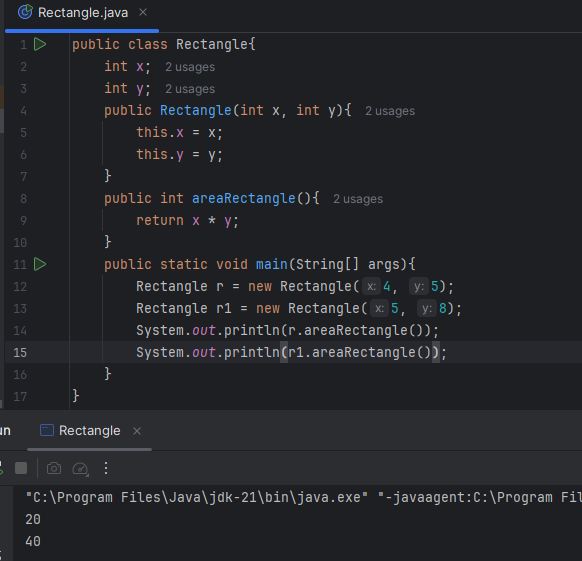 Rectangle.java ×
1 public class Rectangle{
2 int x; 2 usages
3 int y; 2 usages
4 public Rectangle(int x, int y){ 2 usages
5 this.x = x;
6 this.y = y;
7 }
8 public int areaRectangle(){ 2 usages
9 return x * y;
10 }
11 public static void main(String[] args){
12 Rectangle r = new Rectangle( x: 4, y: 5);
13 Rectangle r1 = new Rectangle( x: 5, y: 8);
14 System.out.println(r.areaRectangle());
15 System.out.println(r1.areaRectangle());
16 }
17 }
un Rectangle ×
"C:\Program Files\Java\jdk-21\bin\java.exe" "-javaagent:C:\Program Fil
20
40